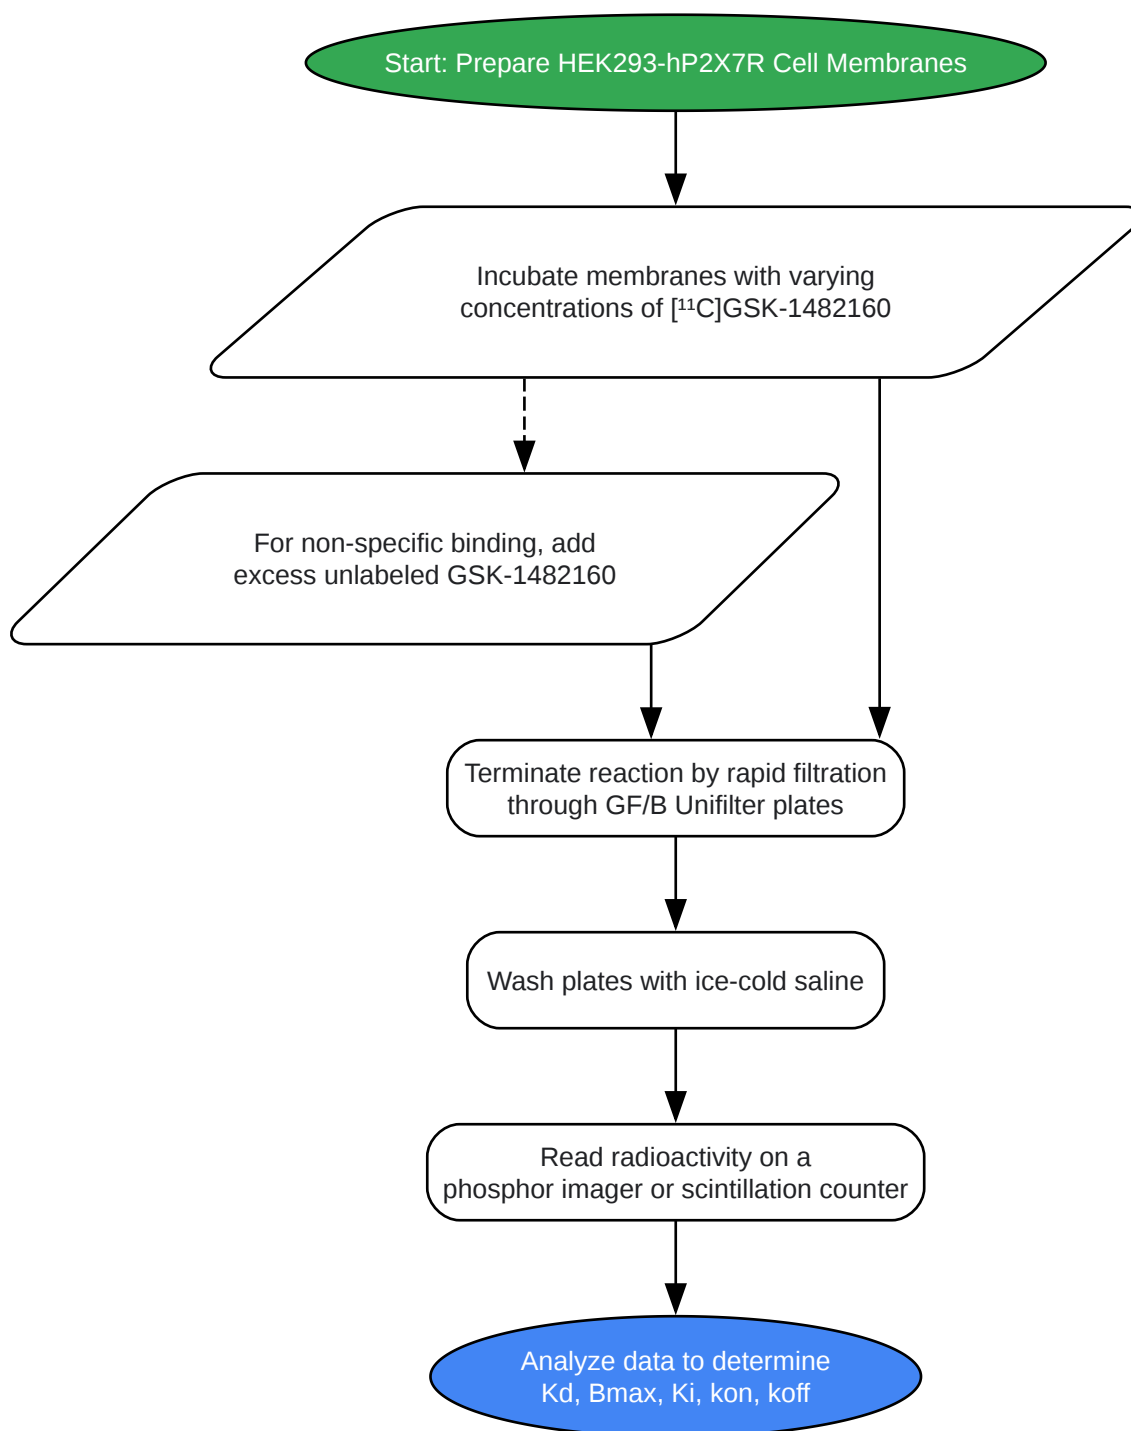 Start: Prepare HEK293-hP2X7R Cell Membranes
Incubate membranes with varying
concentrations of [¹¹C]GSK-1482160
For non-specific binding, add
excess unlabeled GSK-1482160
Terminate reaction by rapid filtration
through GF/B Unifilter plates
Wash plates with ice-cold saline
Read radioactivity on a
phosphor imager or scintillation counter
Analyze data to determine
Kd, Bmax, Ki, kon, koff